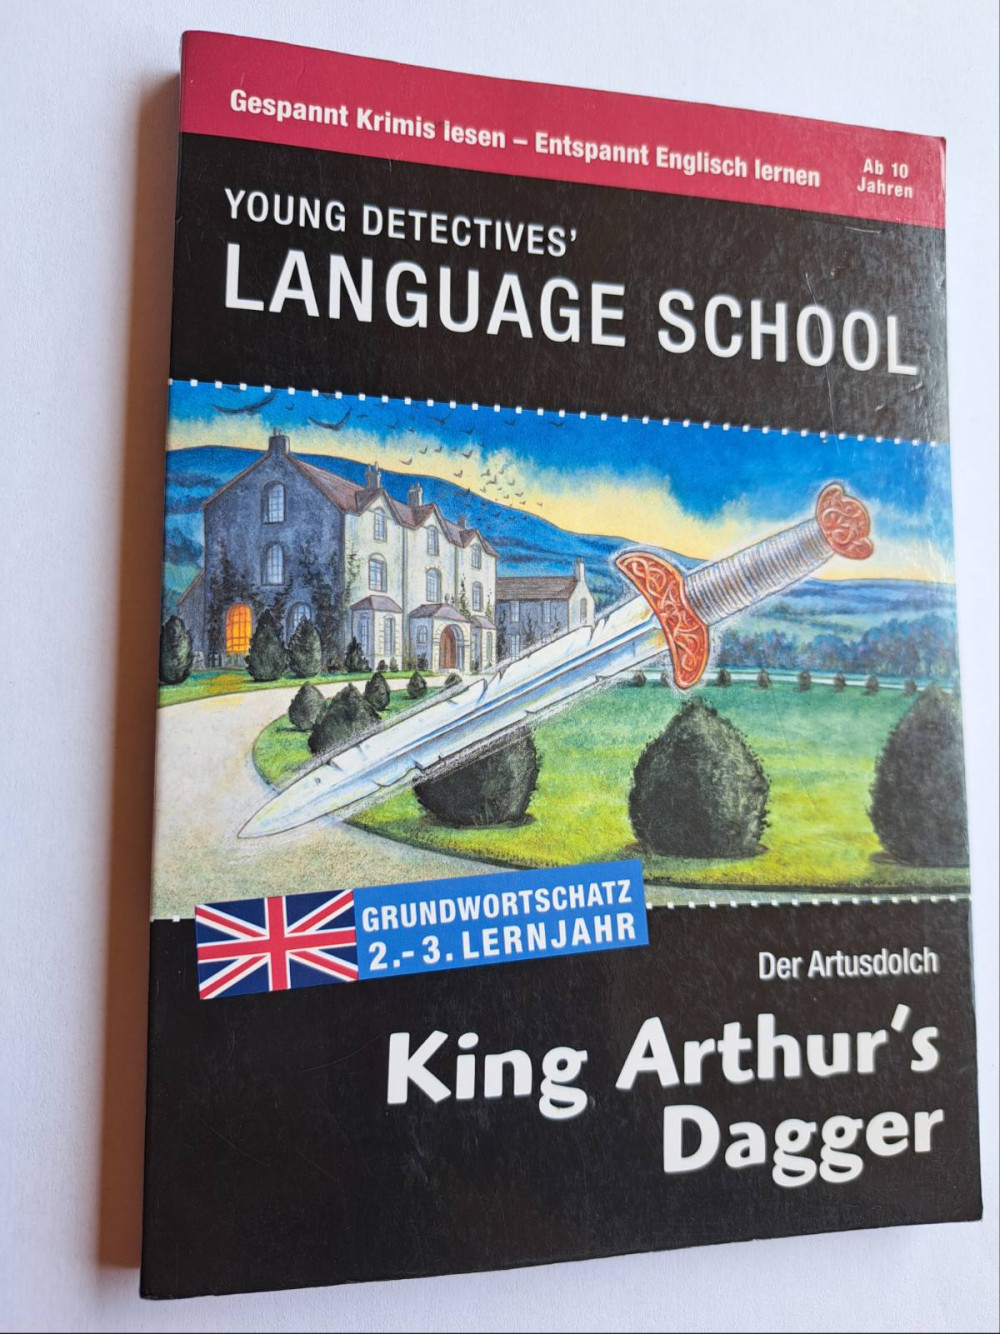 Gespannt Krimis lesen – Entspannt Englisch lernen
Ab 10
Jahren
YOUNG DETECTIVES'
LANGUAGE SCHOOL
GRUNDWORTSCHATZ
2.-3. LERNJAHR
Der Artusdolch
King Arthur's
Dagger